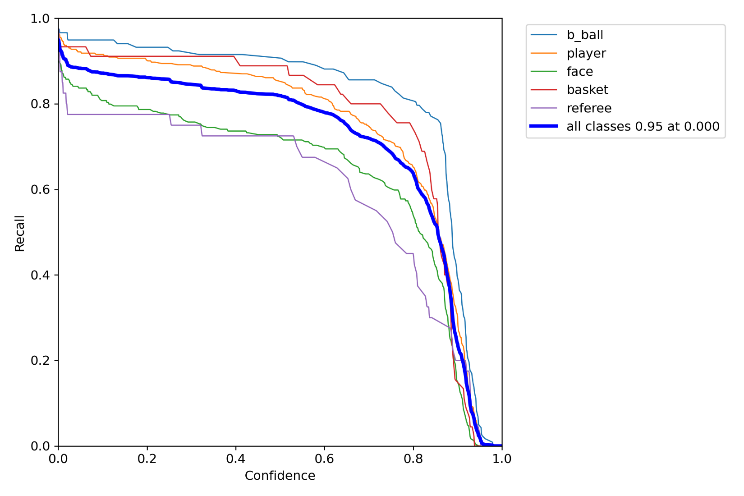 1.0
0.8
0.6
0.4
0.2
0.0
Recall
0.0 0.2 0.4 0.6 0.8 1.0
Confidence
b_ball
player
face
basket
referee
all classes 0.95 at 0.000